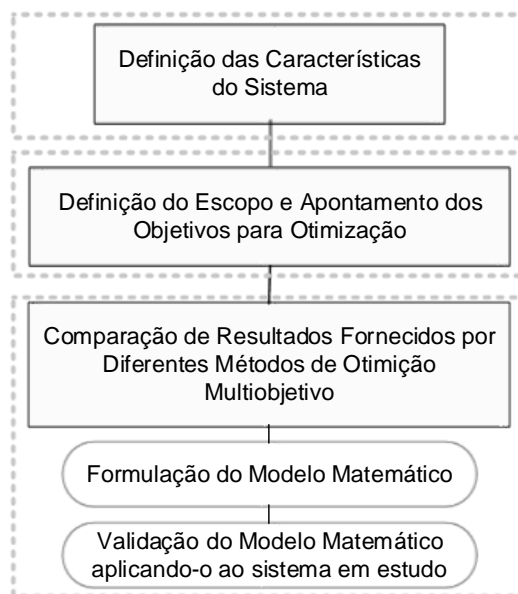 Definição das Características
do Sistema
Definição do Escopo e Apontamento dos
Objetivos para Otimização
Comparação de Resultados Fornecidos por
Diferentes Métodos de Otimição
Multiobjetivo
Formulação do Modelo Matemático
Validação do Modelo Matemático
aplicando-o ao sistema em estudo